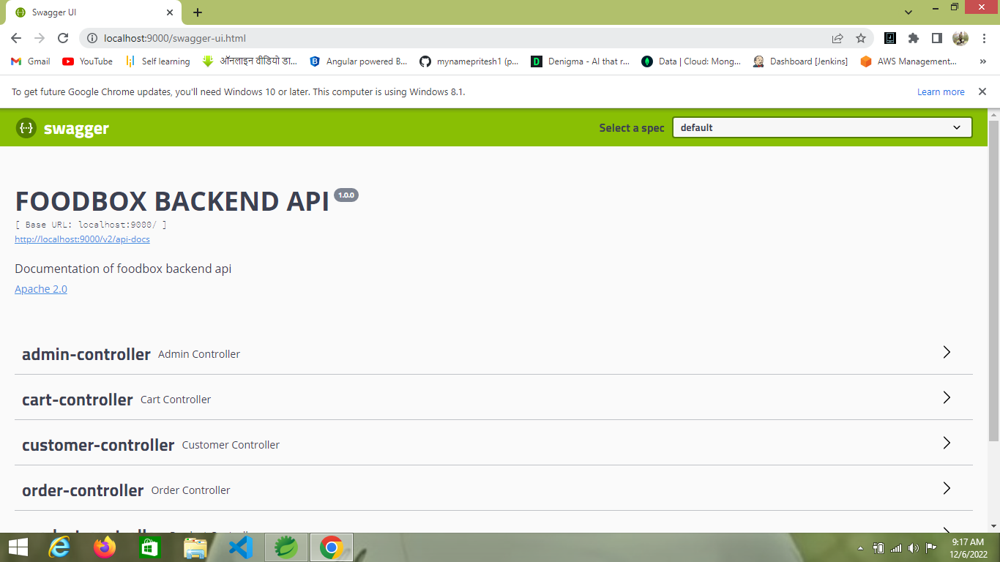 Swagger UI
localhost:9000/swagger-ui.html
Gmail YouTube Self learning ऑनलाइन वीडियो डा... Angular powered B... mynamepritesh1 (p... Denigma - AI that r... Data | Cloud: Mong... Dashboard [Jenkins] AWS Management... »
To get future Google Chrome updates, you'll need Windows 10 or later. This computer is using Windows 8.1. Learn more
{··} swagger Select a spec default
FOODBOX BACKEND API 1.0.0
[ Base URL: localhost:9000/ ]
http://localhost:9000/v2/api-docs
Documentation of foodbox backend api
Apache 2.0
admin-controller Admin Controller
cart-controller Cart Controller
customer-controller Customer Controller
order-controller Order Controller
9:17 AM
12/6/2022